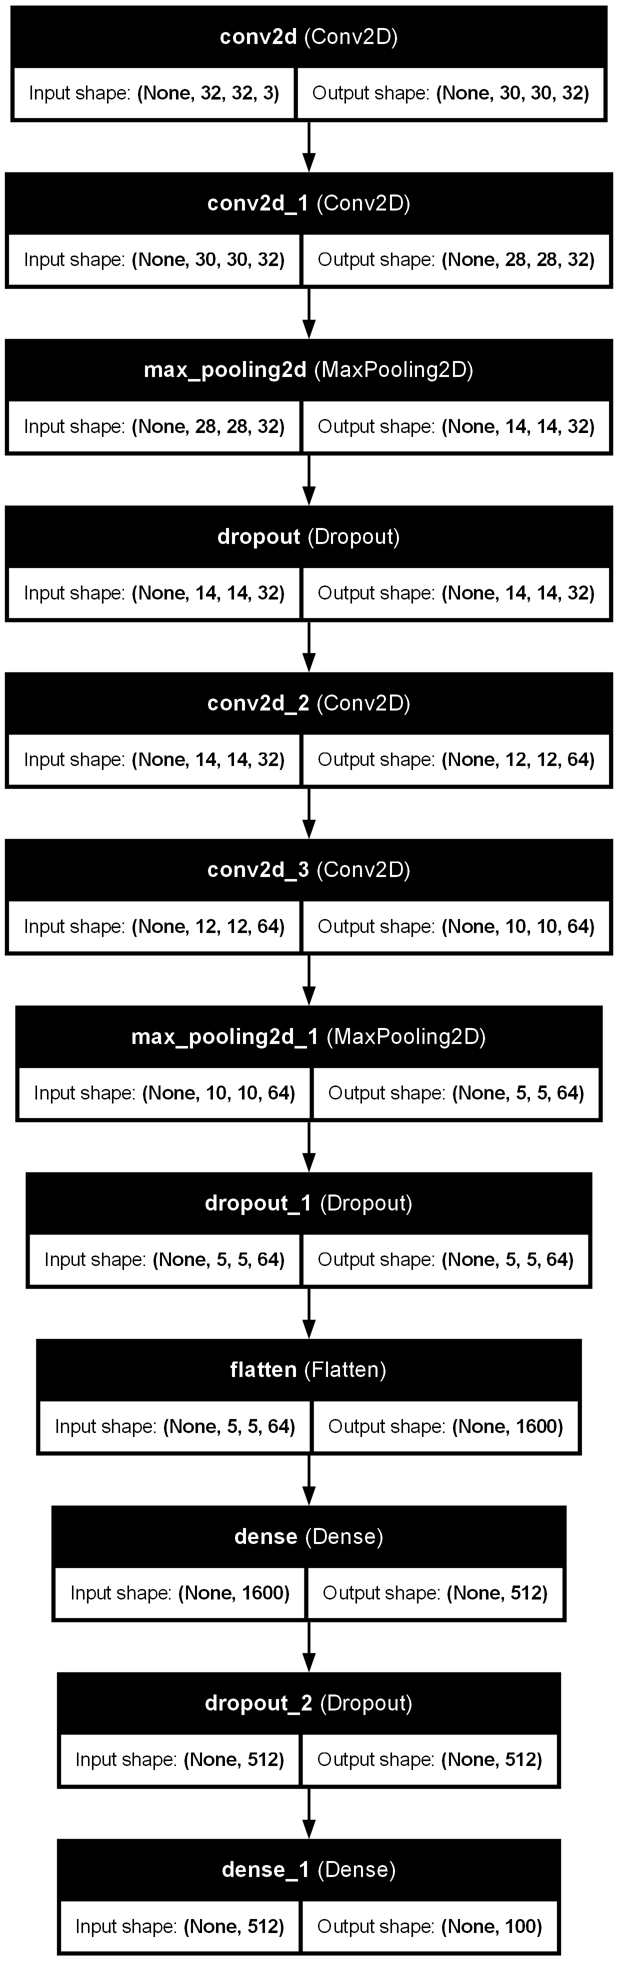 conv2d (Conv2D)
Input shape: (None, 32, 32, 3) Output shape: (None, 30, 30, 32)
conv2d_1 (Conv2D)
Input shape: (None, 30, 30, 32) Output shape: (None, 28, 28, 32)
max_pooling2d (MaxPooling2D)
Input shape: (None, 28, 28, 32) Output shape: (None, 14, 14, 32)
dropout (Dropout)
Input shape: (None, 14, 14, 32) Output shape: (None, 14, 14, 32)
conv2d_2 (Conv2D)
Input shape: (None, 14, 14, 32) Output shape: (None, 12, 12, 64)
conv2d_3 (Conv2D)
Input shape: (None, 12, 12, 64) Output shape: (None, 10, 10, 64)
max_pooling2d_1 (MaxPooling2D)
Input shape: (None, 10, 10, 64) Output shape: (None, 5, 5, 64)
dropout_1 (Dropout)
Input shape: (None, 5, 5, 64) Output shape: (None, 5, 5, 64)
flatten (Flatten)
Input shape: (None, 5, 5, 64) Output shape: (None, 1600)
dense (Dense)
Input shape: (None, 1600) Output shape: (None, 512)
dropout_2 (Dropout)
Input shape: (None, 512) Output shape: (None, 512)
dense_1 (Dense)
Input shape: (None, 512) Output shape: (None, 100)